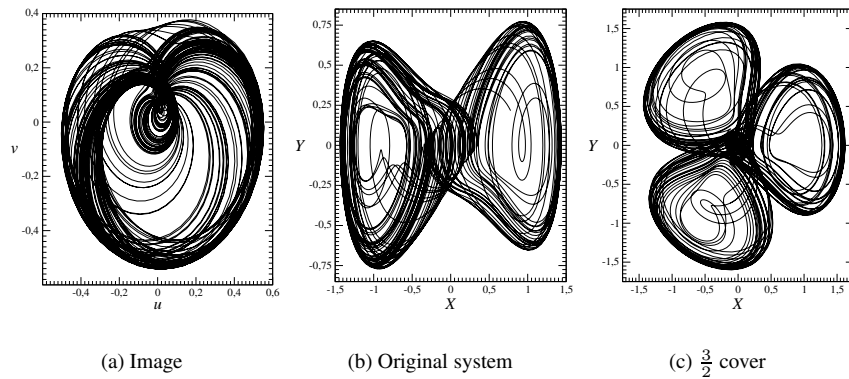 0,4
0,2
0
-0,2
-0,4
v
-0,4 -0,2 0 0,2 0,4 0,6
u
0,75
0,5
0,25
0
-0,25
-0,5
-0,75
Y
-1,5 -1 -0,5 0 0,5 1 1,5
X
1,5
1
0,5
0
-0,5
-1
-1,5
Y
-1,5 -1 -0,5 0 0,5 1 1,5
X
(a) Image (b) Original system (c) 3/2 cover